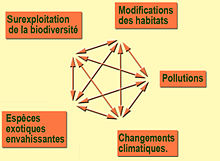 Surexploitation
de la biodiversité
Modifications
des habitats
Pollutions
Espèces
exotiques
envahissantes
Changements
climatiques.